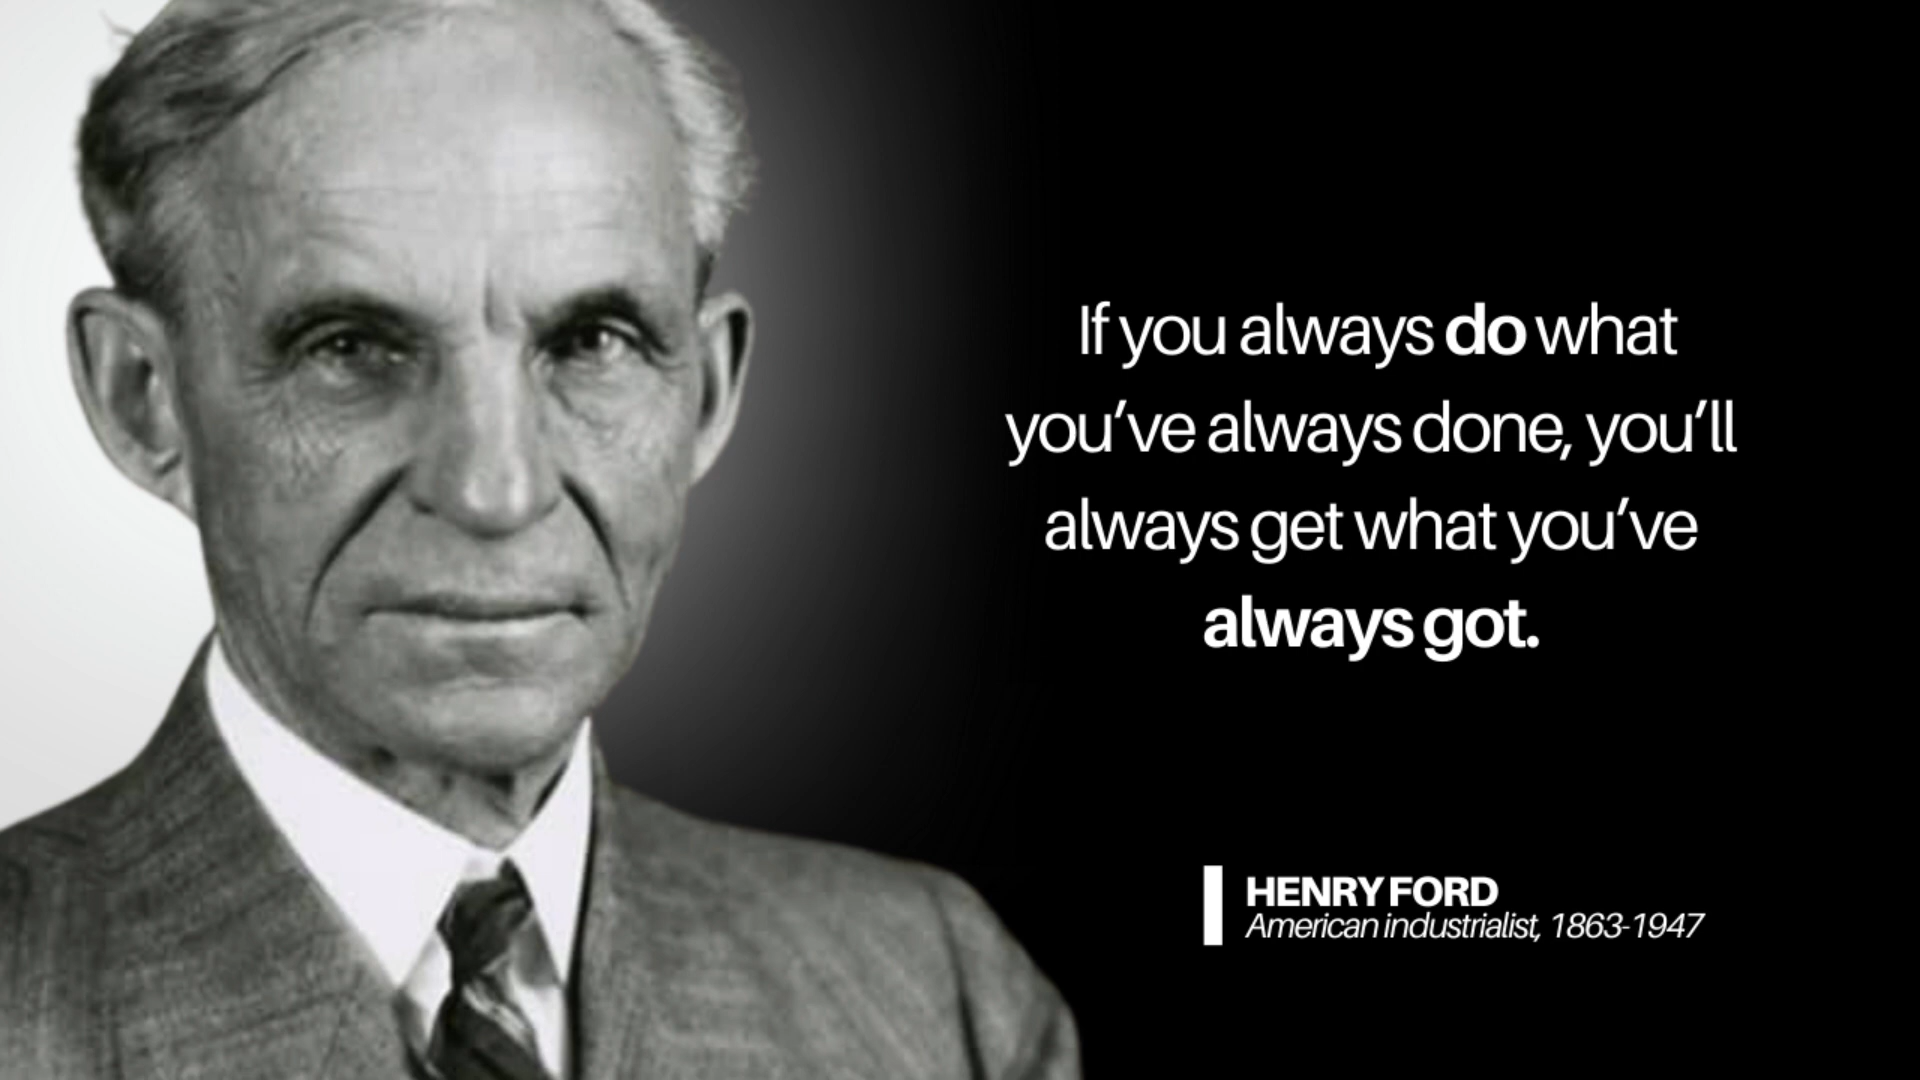 If you always do what
you’ve always done, you’ll
always get what you’ve
always got.
HENRY FORD
American industrialist, 1863-1947